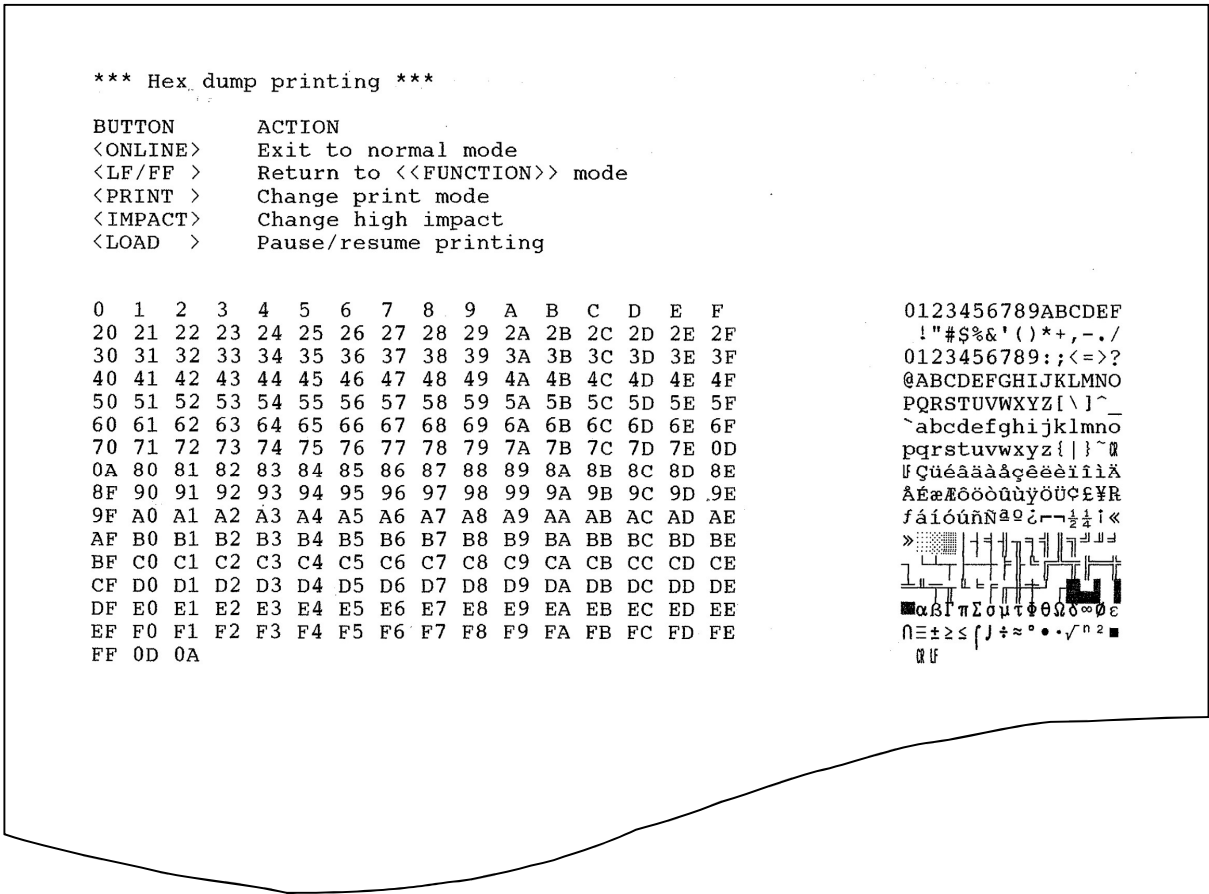 *** Hex dump printing ***
BUTTON ACTION
<ONLINE> Exit to normal mode
<LF/FF > Return to <<FUNCTION>> mode
<PRINT > Change print mode
<IMPACT> Change high impact
<LOAD  > Pause/resume printing
0 1 2 3 4 5 6 7 8 9 A B C D E F 0123456789ABCDEF
20 21 22 23 24 25 26 27 28 29 2A 2B 2C 2D 2E 2F !"#$%&'()*+,-./
30 31 32 33 34 35 36 37 38 39 3A 3B 3C 3D 3E 3F 0123456789:;<=>?
40 41 42 43 44 45 46 47 48 49 4A 4B 4C 4D 4E 4F @ABCDEFGHIJKLMNO
50 51 52 53 54 55 56 57 58 59 5A 5B 5C 5D 5E 5F PQRSTUVWXYZ[\]^_
60 61 62 63 64 65 66 67 68 69 6A 6B 6C 6D 6E 6F `abcdefghijklmno
70 71 72 73 74 75 76 77 78 79 7A 7B 7C 7D 7E 0D pqrstuvwxyz{|}~CR
0A 80 81 82 83 84 85 86 87 88 89 8A 8B 8C 8D 8E LFÇüéâäàåçêëèïîìÄ
8F 90 91 92 93 94 95 96 97 98 99 9A 9B 9C 9D 9E ÅÉæÆôöòûùÿÖÜ¢£¥₧
9F A0 A1 A2 A3 A4 A5 A6 A7 A8 A9 AA AB AC AD AE ƒáíóúñÑªº¿⌐¬½¼¡«
AF B0 B1 B2 B3 B4 B5 B6 B7 B8 B9 BA BB BC BD BE »░▒▓│┤╡╢╖╕╣║╗╝╜╛
BF C0 C1 C2 C3 C4 C5 C6 C7 C8 C9 CA CB CC CD CE ┐└┴┬├─┼╞╟╚╔╩╦╠═╬
CF D0 D1 D2 D3 D4 D5 D6 D7 D8 D9 DA DB DC DD DE ╧╨╤╥╙╘╒╓╫╪┘┌█▄▌▐
DF E0 E1 E2 E3 E4 E5 E6 E7 E8 E9 EA EB EC ED EE ▀αßΓπΣσµτΦθΩδ∞Øε
EF F0 F1 F2 F3 F4 F5 F6 F7 F8 F9 FA FB FC FD FE ∩≡±≥≤⌠⌡÷≈°∙·√ⁿ²■
FF 0D 0A CRLF